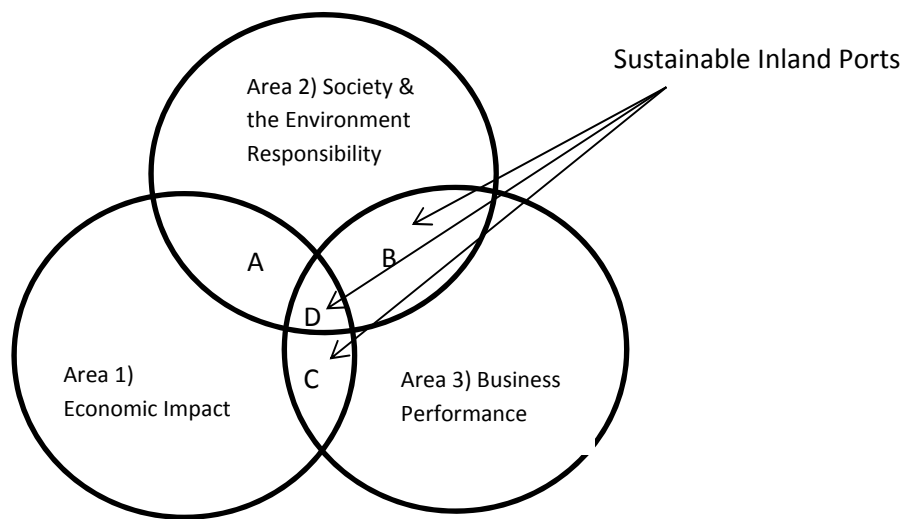 Sustainable Inland Ports
Area 2) Society &
the Environment
Responsibility
A
B
D
C
Area 1)
Economic Impact
Area 3) Business
Performance